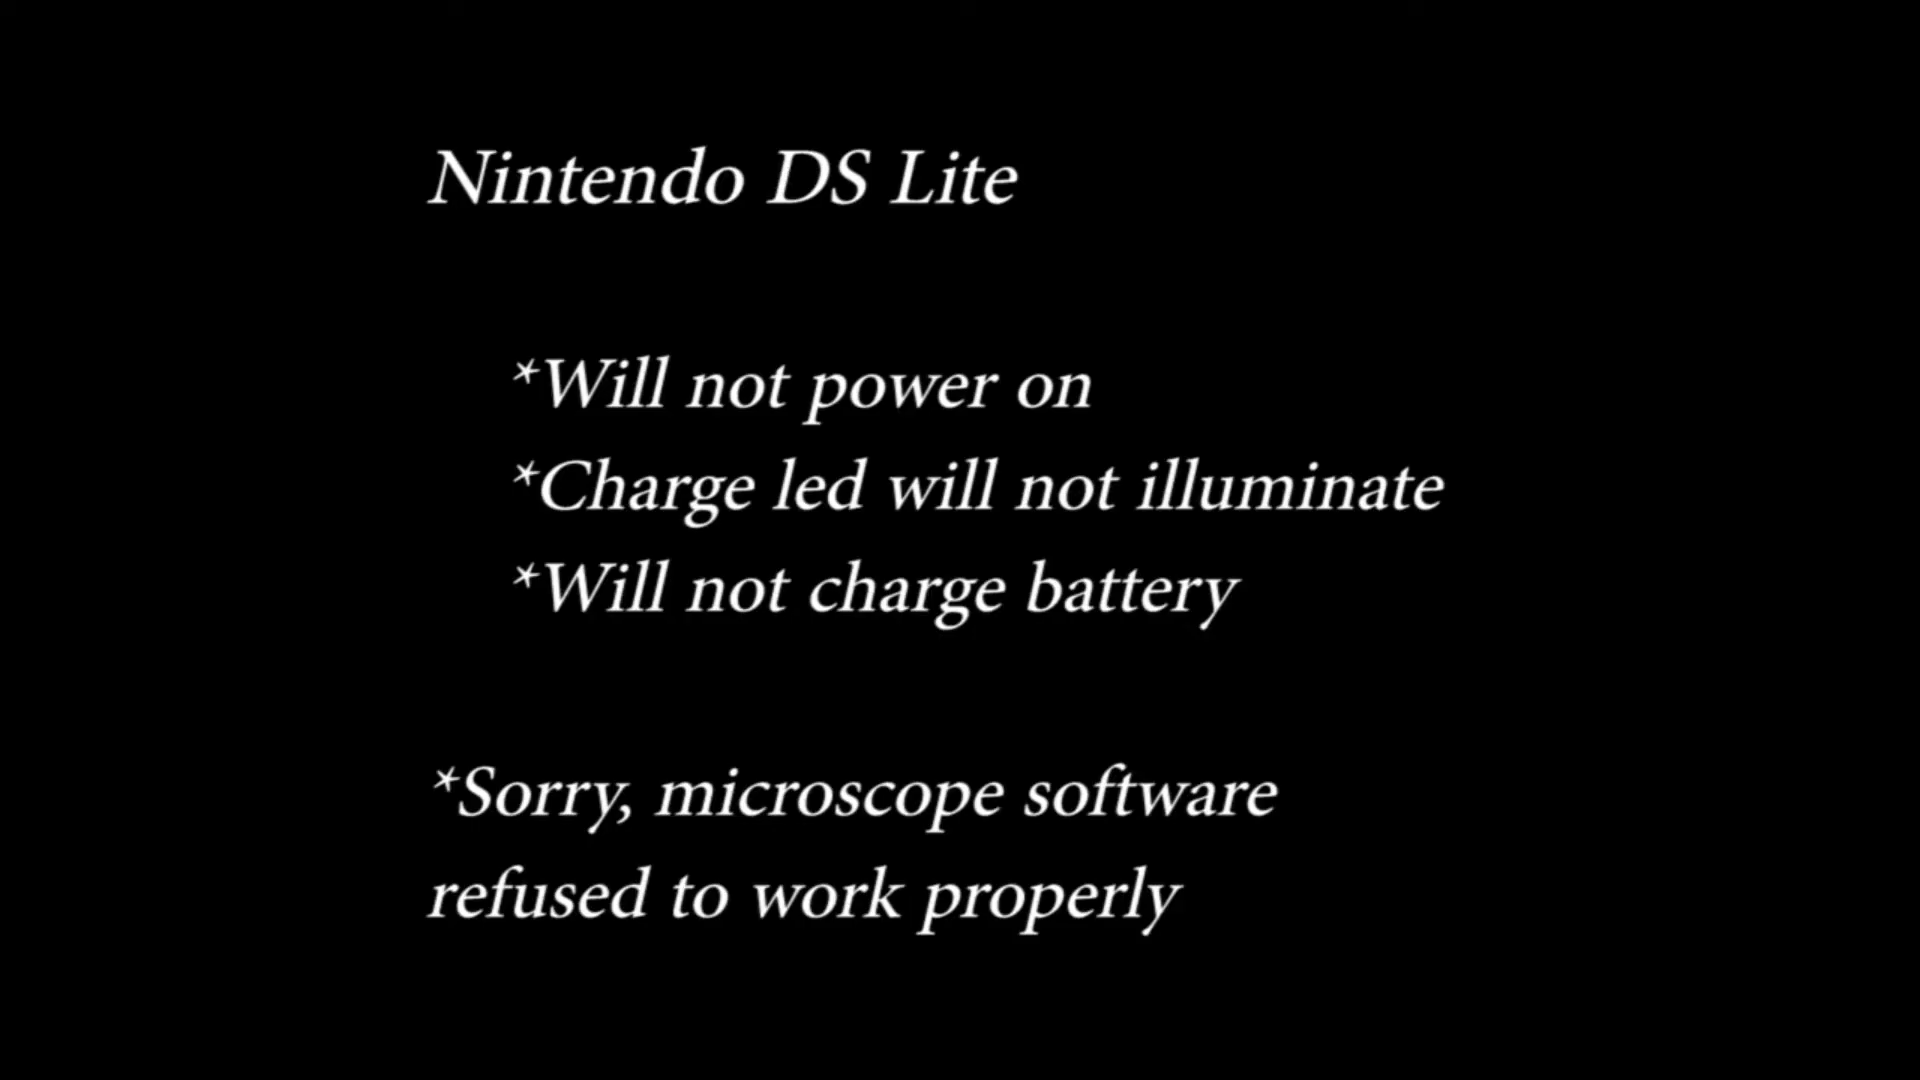 Nintendo DS Lite
*Will not power on
*Charge led will not illuminate
*Will not charge battery
*Sorry, microscope software
refused to work properly